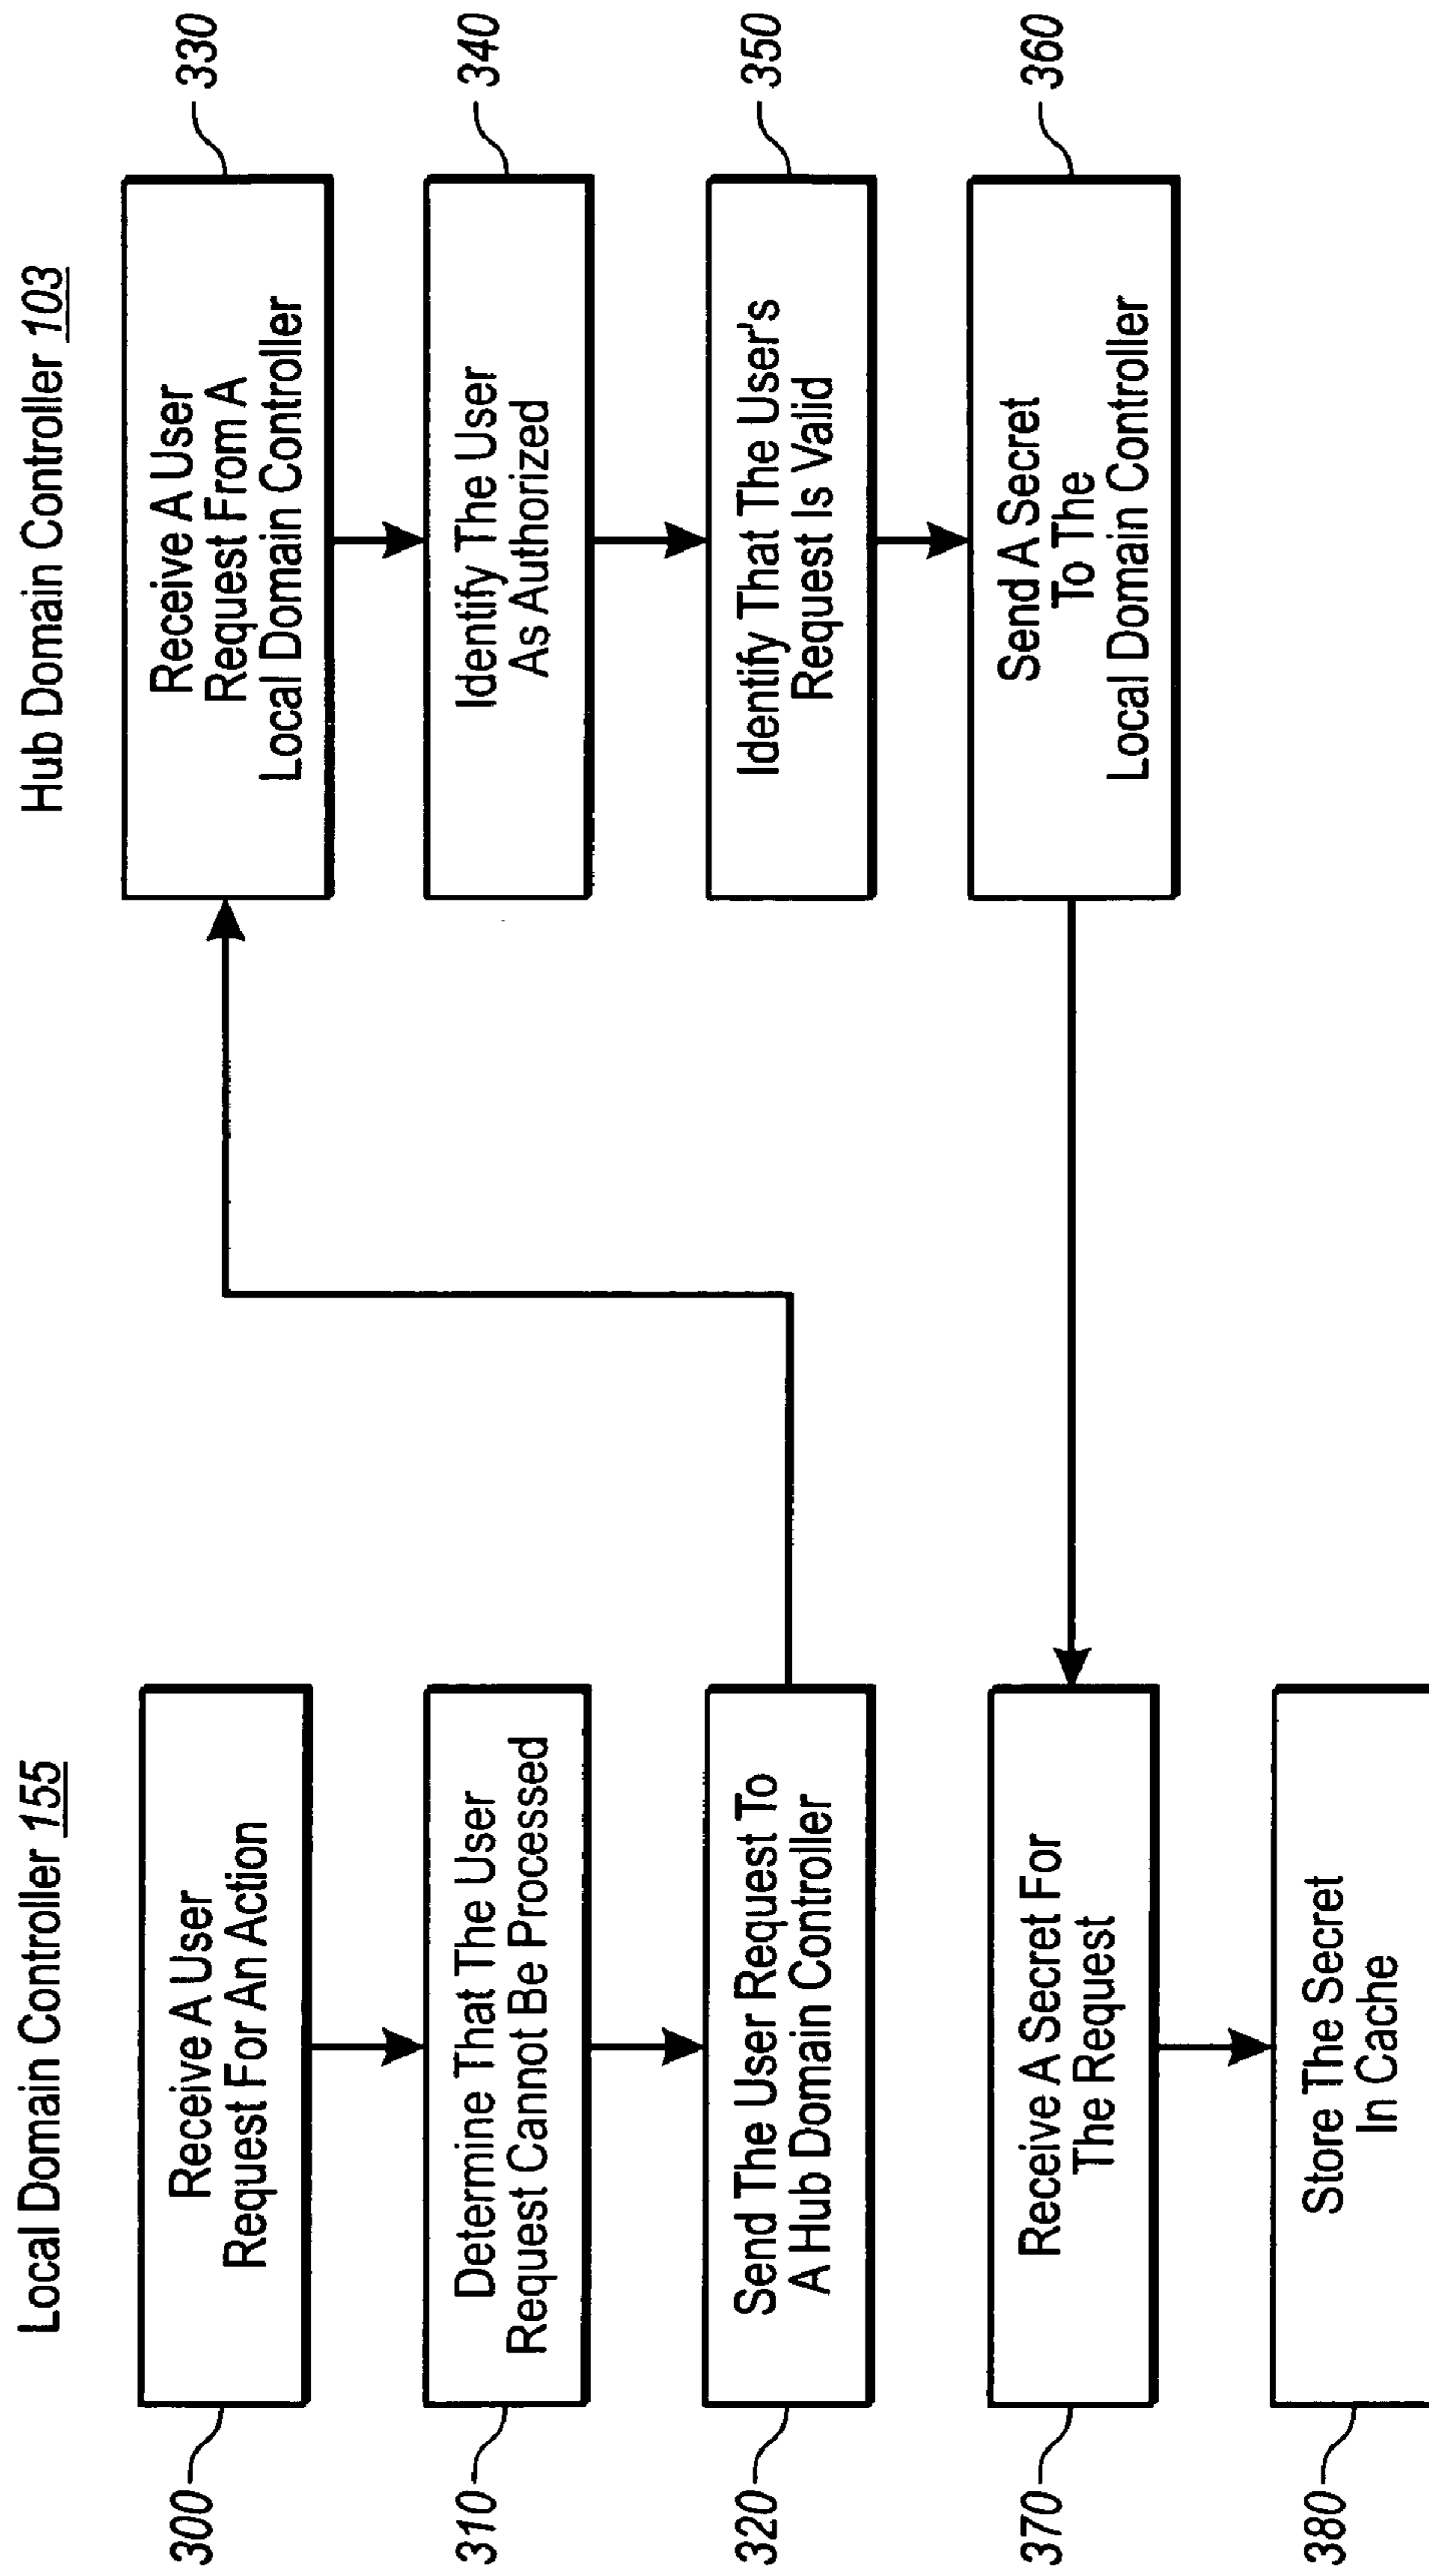 Local Domain Controller 155
300
Receive A User
Request For An Action
310
Determine That The User
Request Cannot Be Processed
320
Send The User Request To
A Hub Domain Controller
370
Receive A Secret For
The Request
380
Store The Secret
In Cache
Hub Domain Controller 103
Receive A User
Request From A
Local Domain Controller
330
Identify The User
As Authorized
340
Identify That The User's
Request Is Valid
350
Send A Secret
To The
Local Domain Controller
360